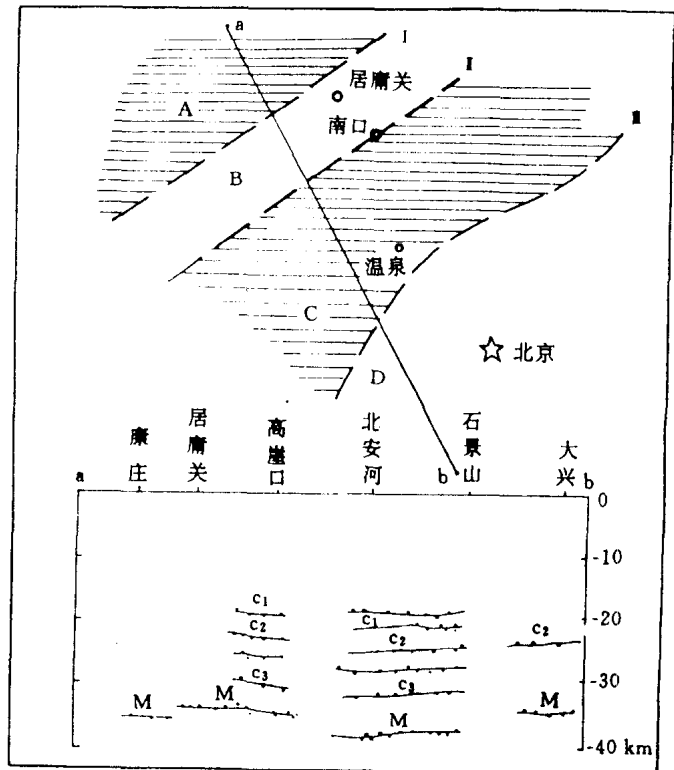 a
I
居庸关
II
A
南口
III
B
温泉
C
北京
D
康庄
居庸关
高崖口
北安河
石景山
大兴
a
b
b
0
-10
C1
-20
C1
C2
C2
C2
C3
-30
C3
M
M
M
M
-40 km